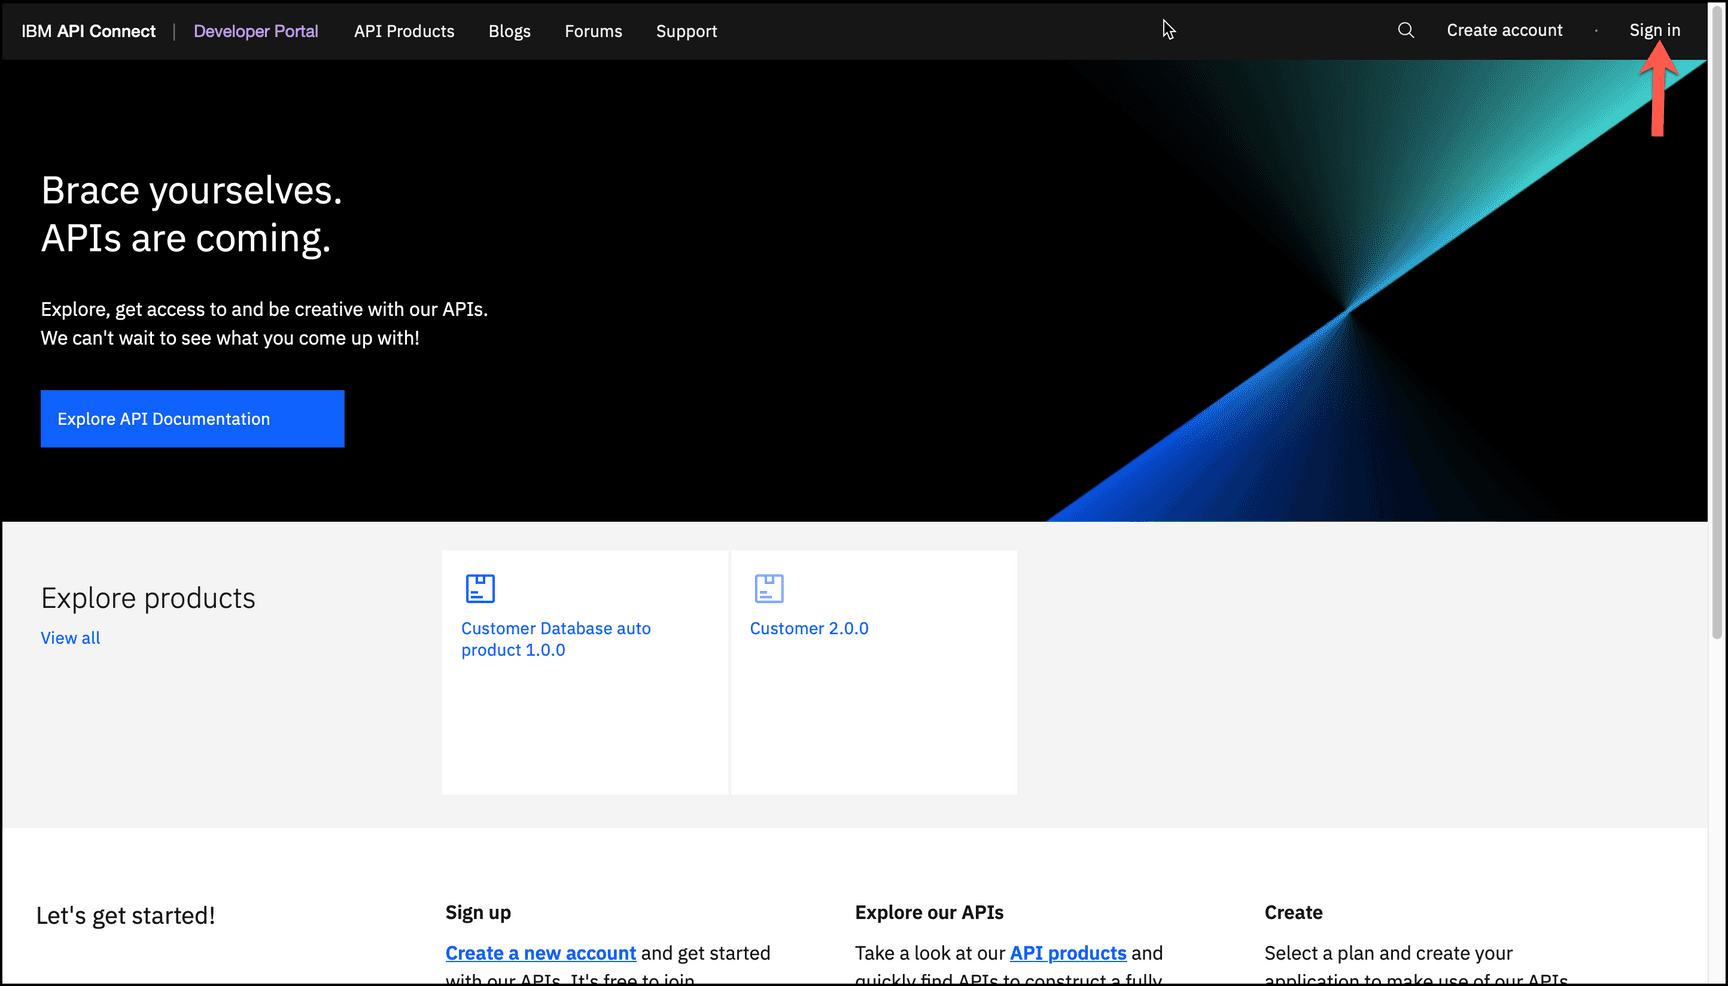 IBM API Connect | Developer Portal API Products Blogs Forums Support Create account · Sign in
Brace yourselves.
APIs are coming.
Explore, get access to and be creative with our APIs.
We can't wait to see what you come up with!
Explore API Documentation
Explore products
View all
Customer Database auto
product 1.0.0
Customer 2.0.0
Let's get started!
Sign up
Create a new account and get started
with our APIs. It's free to join.
Explore our APIs
Take a look at our API products and
quickly find APIs to construct a fully
Create
Select a plan and create your
application to make use of our APIs.